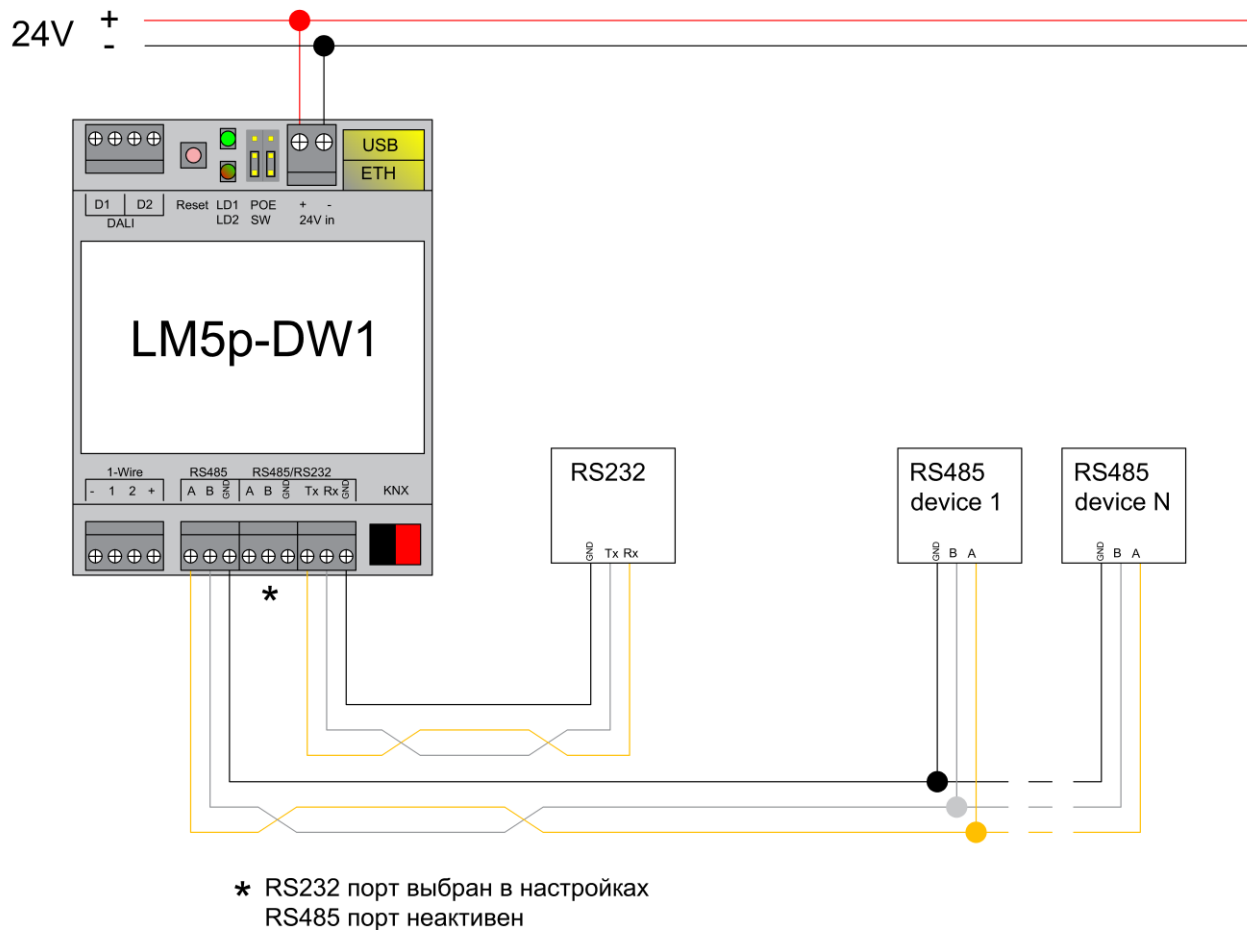 24V + -
USB
ETH
D1 D2
DALI
Reset LD1 POE + -
LD2 SW 24V in
LM5p-DW1
1-Wire RS485 RS485/RS232
- 1 2 + A B GND A B GND Tx Rx GND KNX
RS232
GND Tx Rx
RS485
device 1
GND B A
RS485
device N
GND B A
*
* RS232 порт выбран в настройках
RS485 порт неактивен